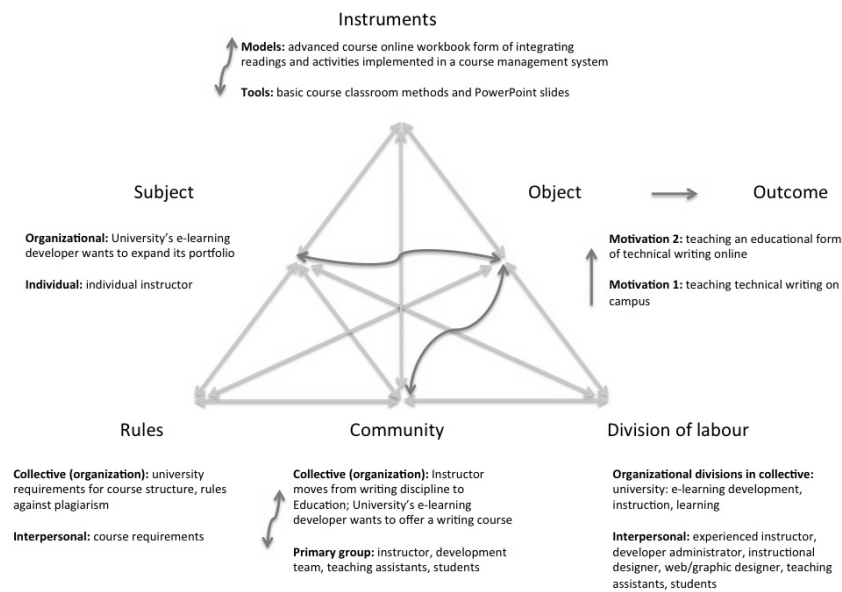 Instruments
Models: advanced course online workbook form of integrating
readings and activities implemented in a course management system
Tools: basic course classroom methods and PowerPoint slides
Subject
Object
Outcome
Organizational: University's e-learning
developer wants to expand its portfolio
Individual: individual instructor
Motivation 2: teaching an educational form
of technical writing online
Motivation 1: teaching technical writing on
campus
Rules
Community
Division of labour
Collective (organization): university
requirements for course structure, rules
against plagiarism
Interpersonal: course requirements
Collective (organization): Instructor
moves from writing discipline to
Education; University's e-learning
developer wants to offer a writing course
Primary group: instructor, development
team, teaching assistants, students
Organizational divisions in collective:
university: e-learning development,
instruction, learning
Interpersonal: experienced instructor,
developer administrator, instructional
designer, web/graphic designer, teaching
assistants, students